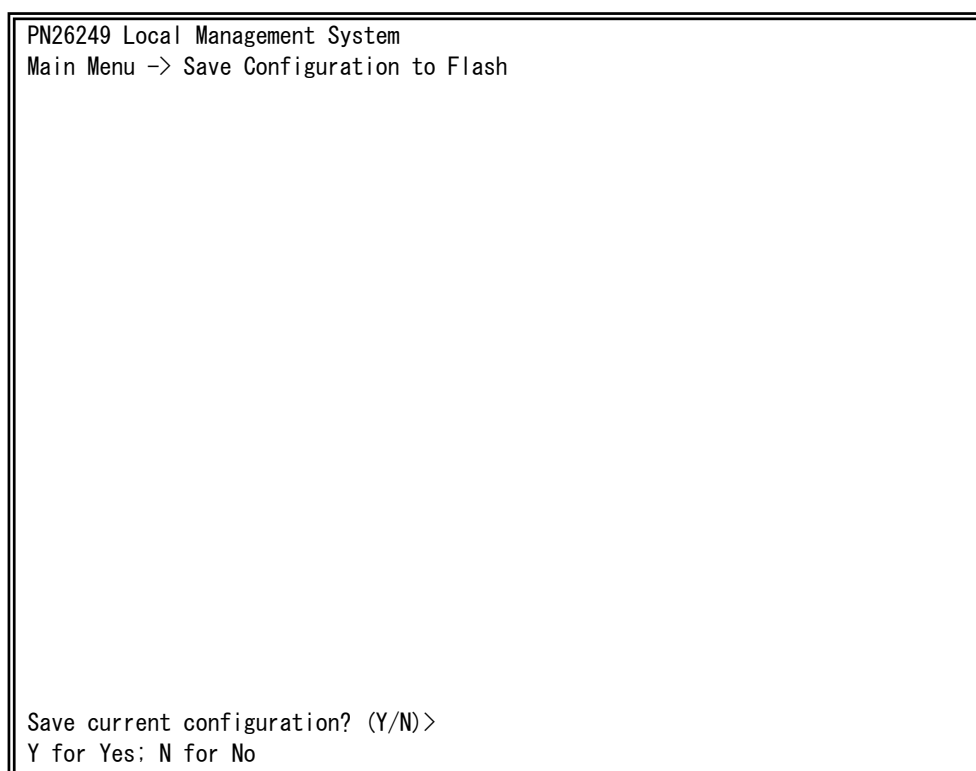 PN26249 Local Management System
Main Menu -> Save Configuration to Flash
Save current configuration? (Y/N)>
Y for Yes; N for No